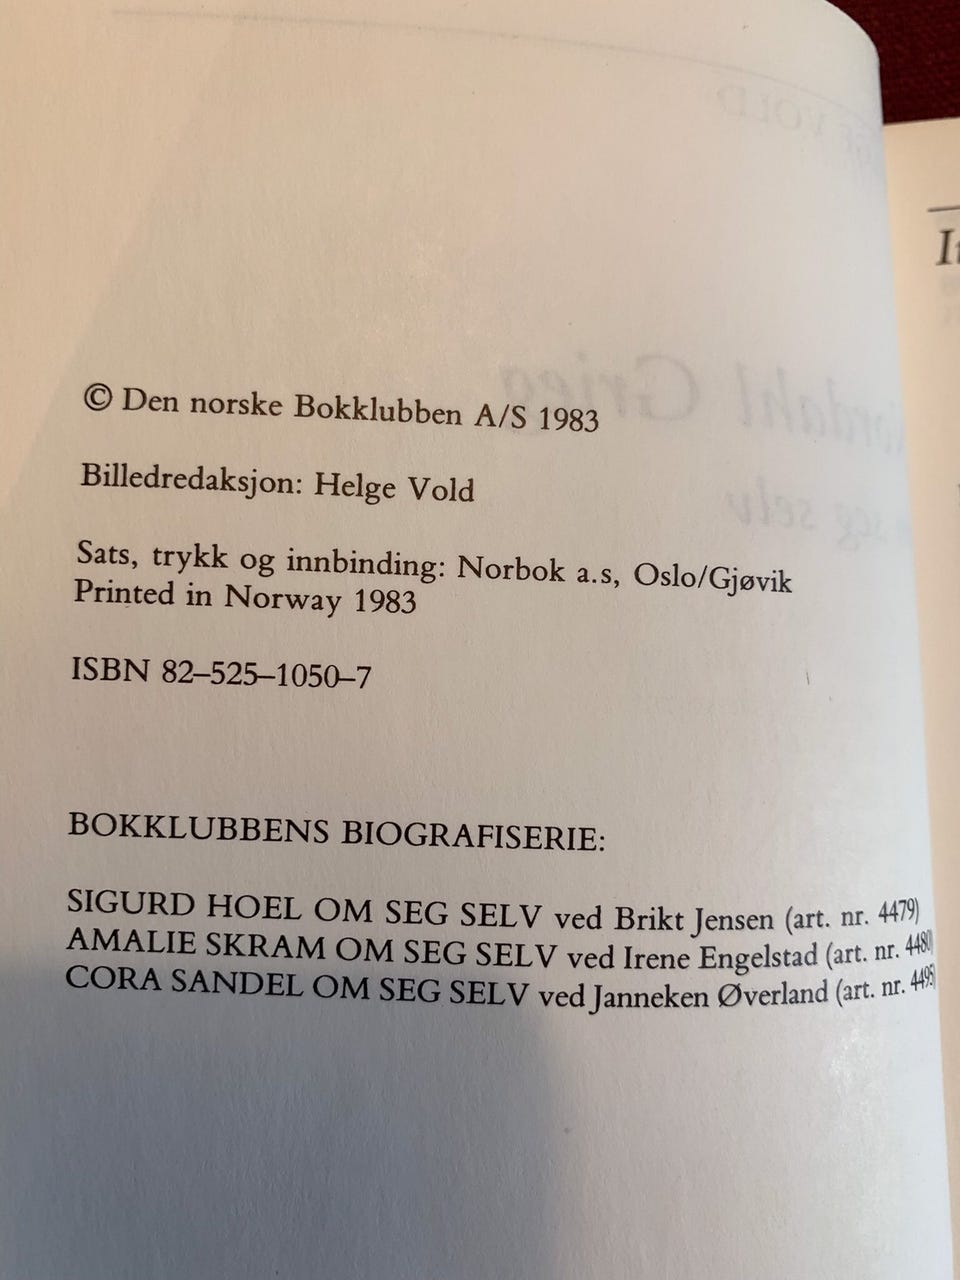 © Den norske Bokklubben A/S 1983
Billedredaksjon: Helge Vold
Sats, trykk og innbinding: Norbok a.s, Oslo/Gjøvik
Printed in Norway 1983
ISBN 82–525–1050–7
BOKKLUBBENS BIOGRAFISERIE:
SIGURD HOEL OM SEG SELV ved Brikt Jensen (art. nr. 4479)
AMALIE SKRAM OM SEG SELV ved Irene Engelstad (art. nr. 4480)
CORA SANDEL OM SEG SELV ved Janneken Øverland (art. nr. 4495)